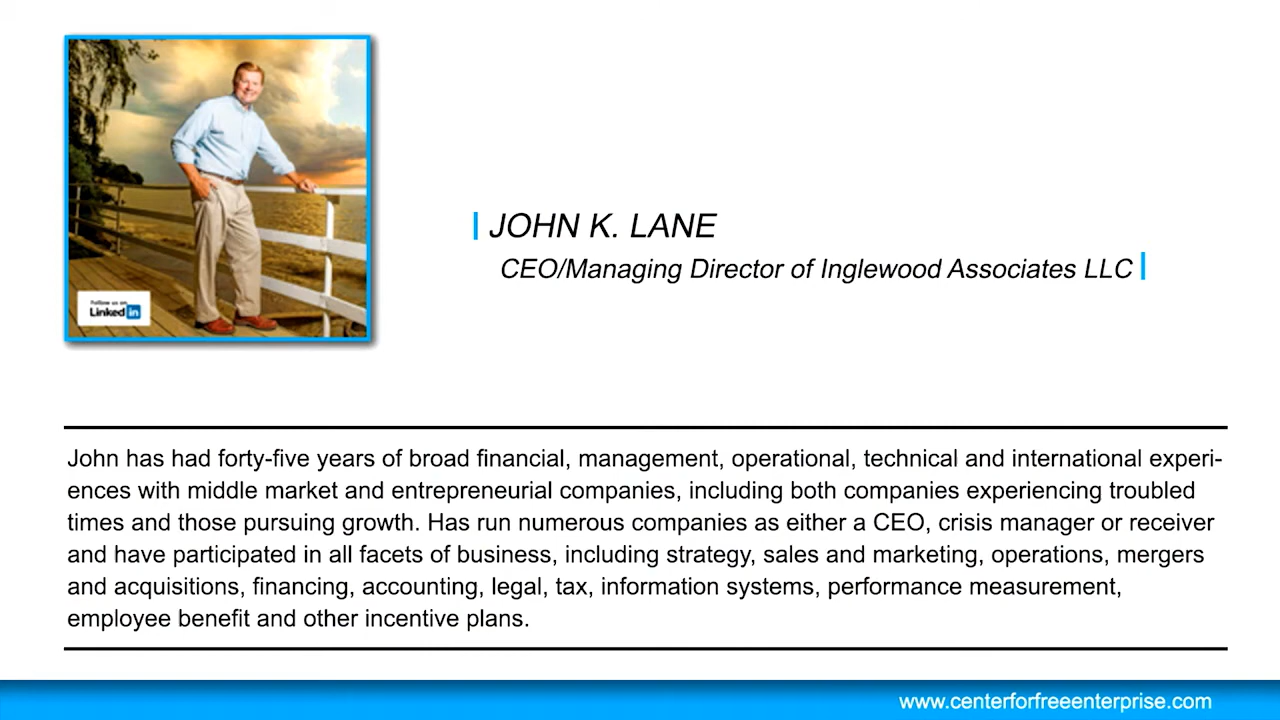 JOHN K. LANE
CEO/Managing Director of Inglewood Associates LLC
Follow us on
Linked in
John has had forty-five years of broad financial, management, operational, technical and international experi-
ences with middle market and entrepreneurial companies, including both companies experiencing troubled
times and those pursuing growth. Has run numerous companies as either a CEO, crisis manager or receiver
and have participated in all facets of business, including strategy, sales and marketing, operations, mergers
and acquisitions, financing, accounting, legal, tax, information systems, performance measurement,
employee benefit and other incentive plans.
www.centerforfreeenterprise.com